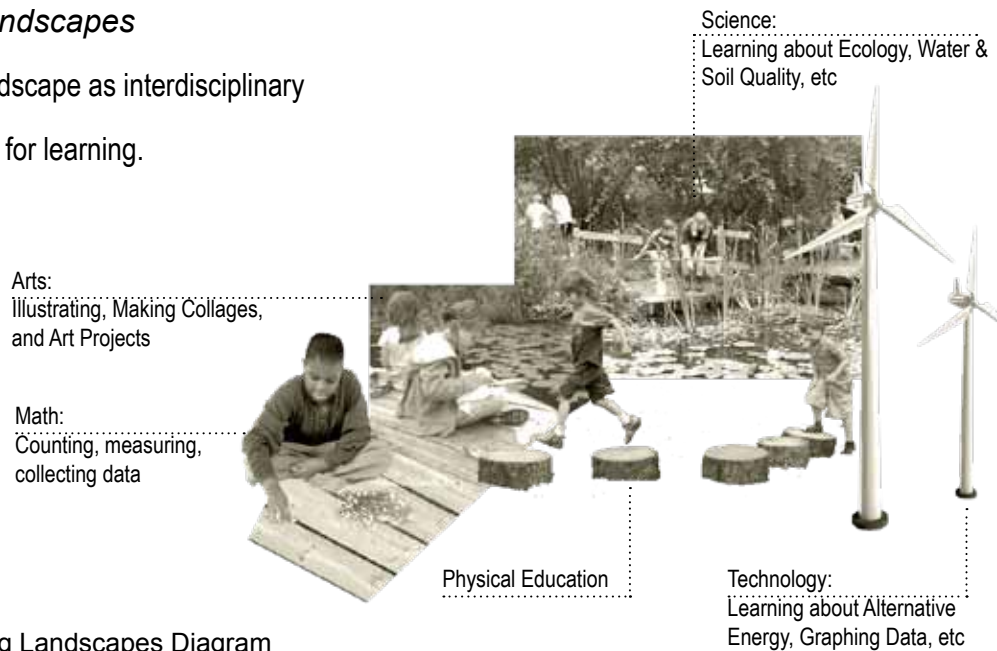 ndscapes
dscape as interdisciplinary
for learning.
Science:
Learning about Ecology, Water &
Soil Quality, etc
Arts:
Illustrating, Making Collages,
and Art Projects
Math:
Counting, measuring,
collecting data
Physical Education
Technology:
Learning about Alternative
Energy, Graphing Data, etc
g Landscapes Diagram